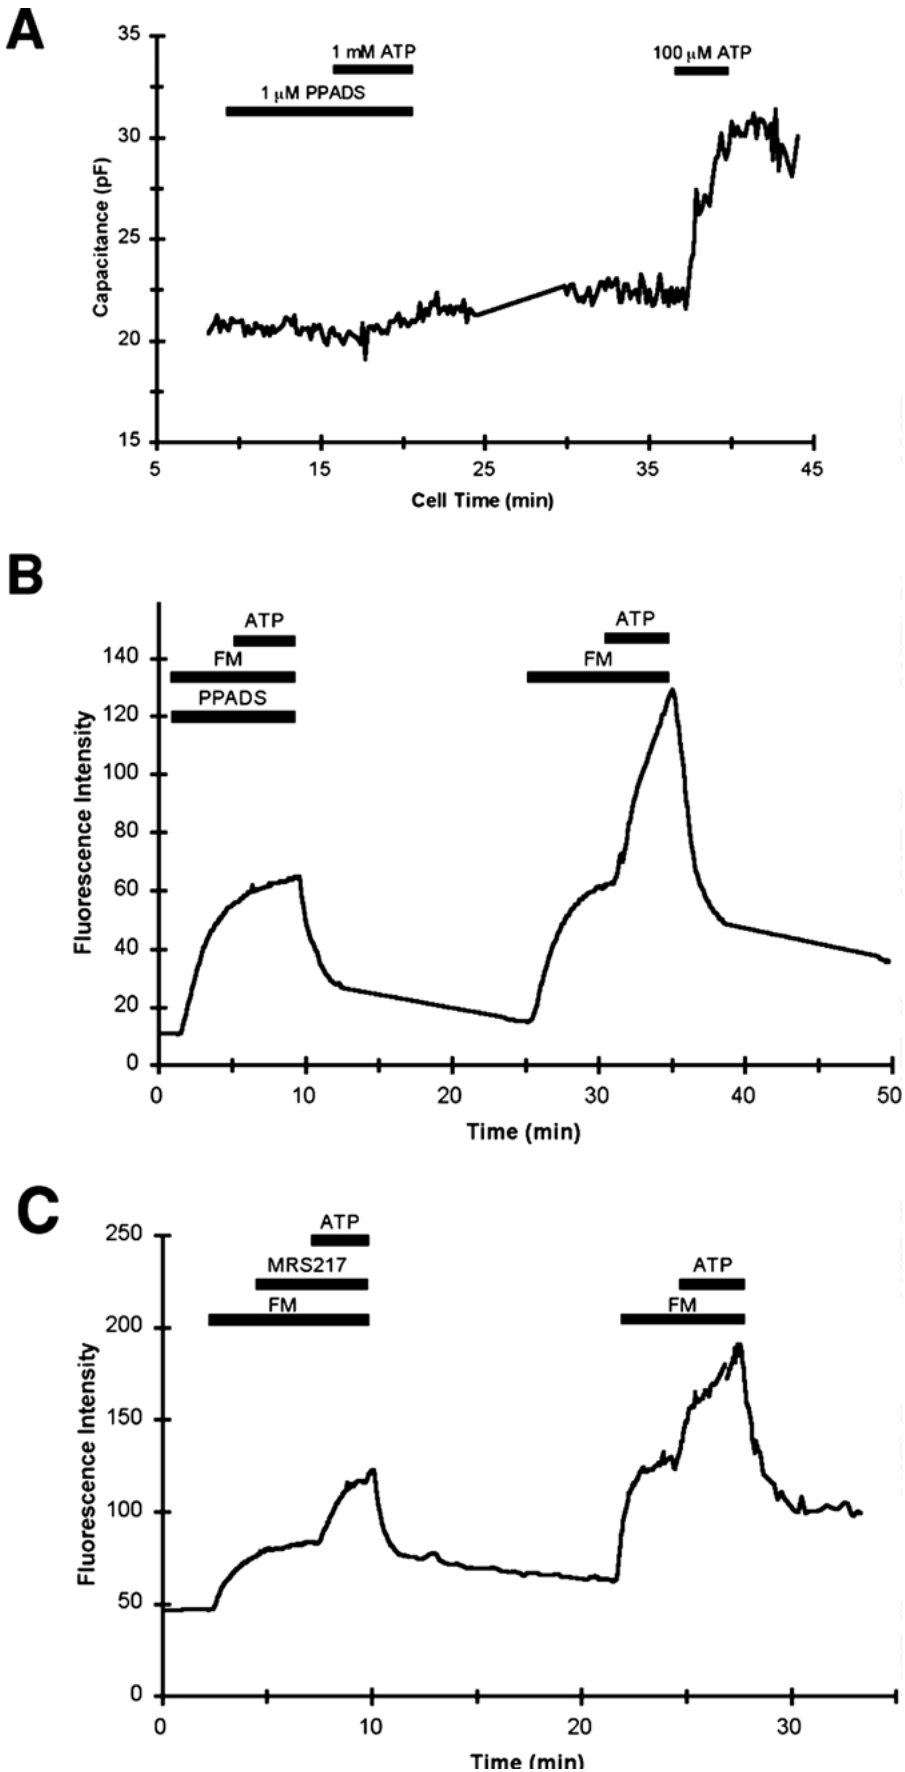 A
35
1 mM ATP
100 μM ATP
1 μM PPADS
30
25
20
15
Capacitance (pF)
5 15 25 35 45
Cell Time (min)
B
ATP
ATP
140
FM
FM
PPADS
120
100
80
60
40
20
0
Fluorescence Intensity
0 10 20 30 40 50
Time (min)
C
250
ATP
MRS217
ATP
FM
FM
200
150
100
50
0
Fluorescence Intensity
0 10 20 30
Time (min)